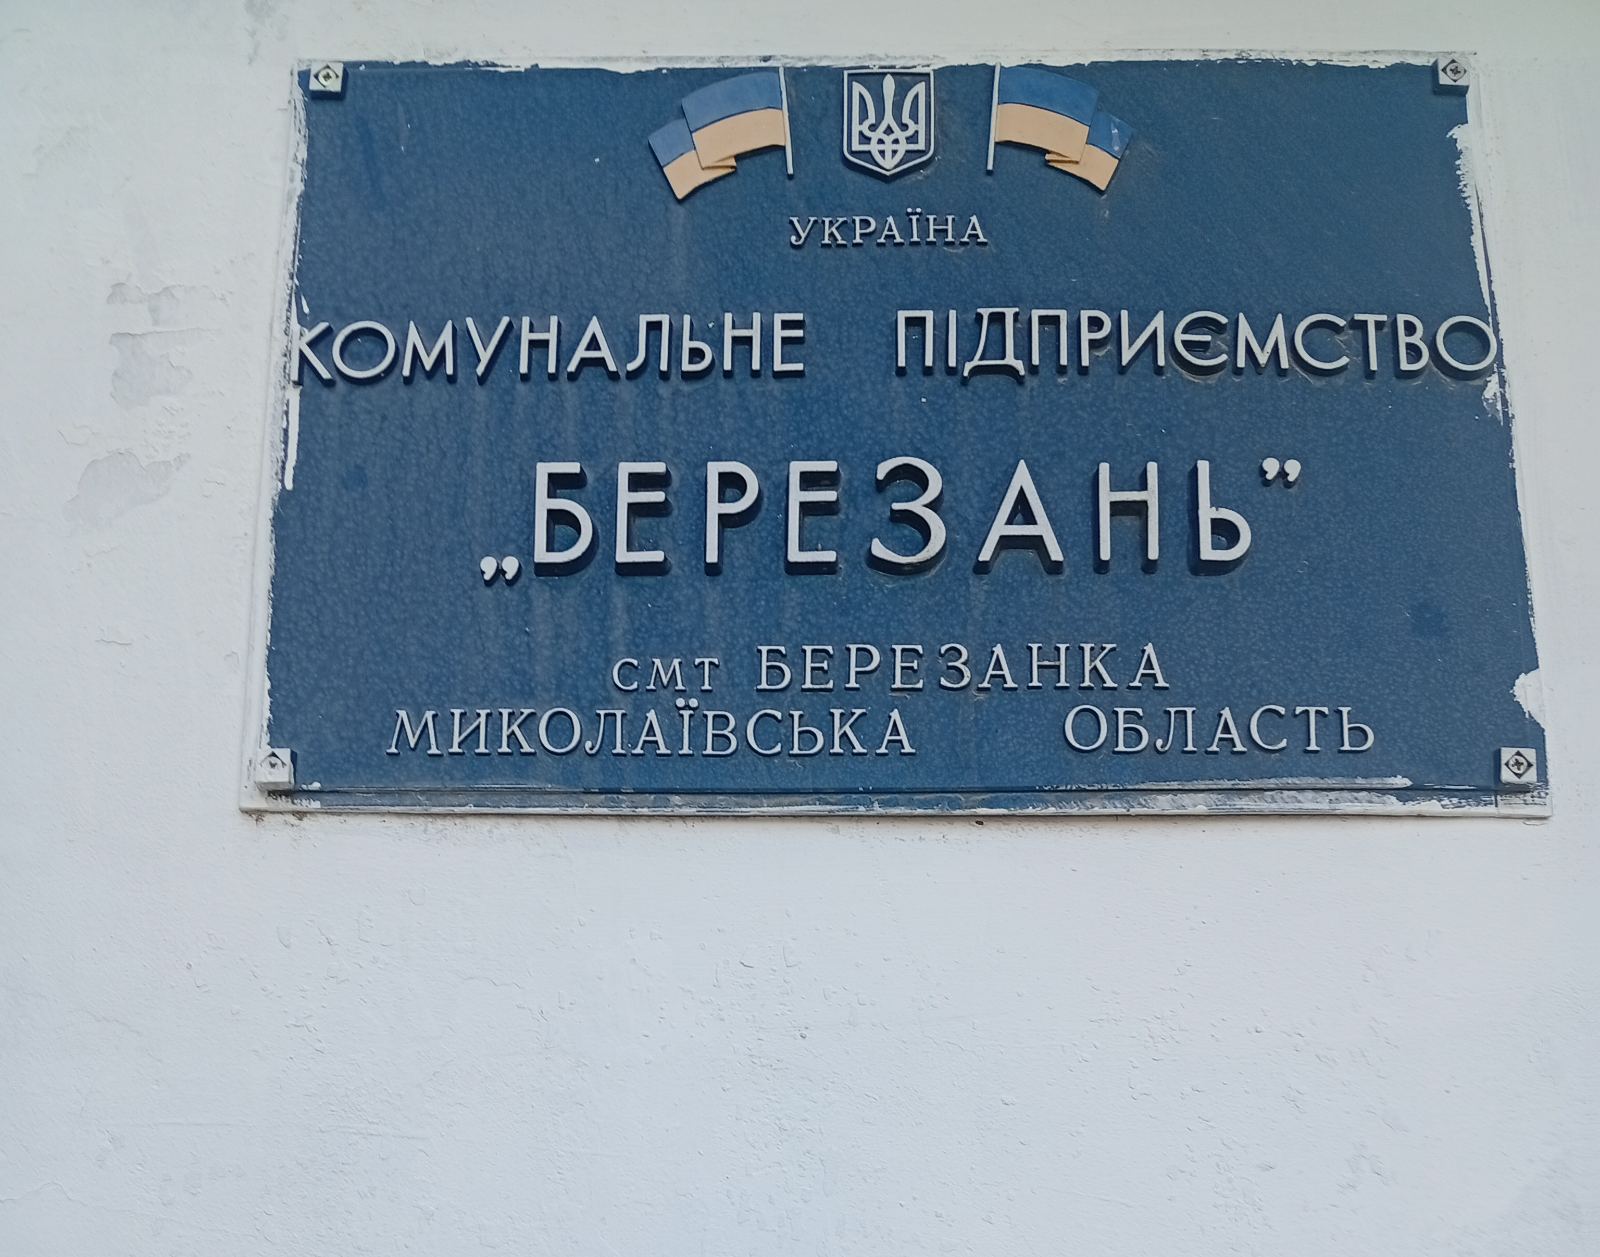 УКРАЇНА
КОМУНАЛЬНЕ ПІДПРИЄМСТВО
„БЕРЕЗАНЬ”
смт БЕРЕЗАНКА
МИКОЛАЇВСЬКА ОБЛАСТЬ